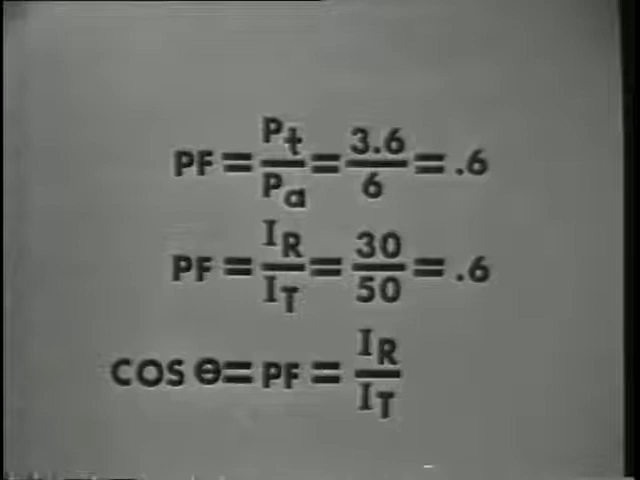 PF = Pt/Pa = 3.6/6 = .6
PF = IR/IT = 30/50 = .6
COS θ = PF = IR/IT